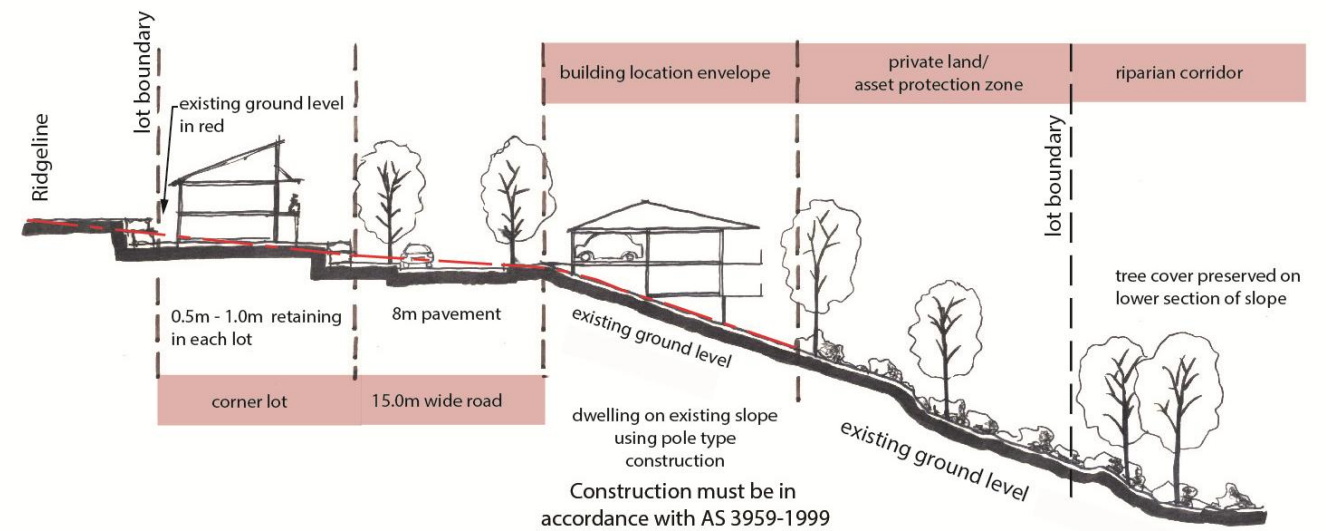 Ridgeline
lot boundary
existing ground level
in red
building location envelope
private land/
asset protection zone
riparian corridor
lot boundary
tree cover preserved on
lower section of slope
0.5m - 1.0m retaining
in each lot
8m pavement
existing ground level
corner lot
15.0m wide road
dwelling on existing slope
using pole type
construction
existing ground level
Construction must be in
accordance with AS 3959-1999